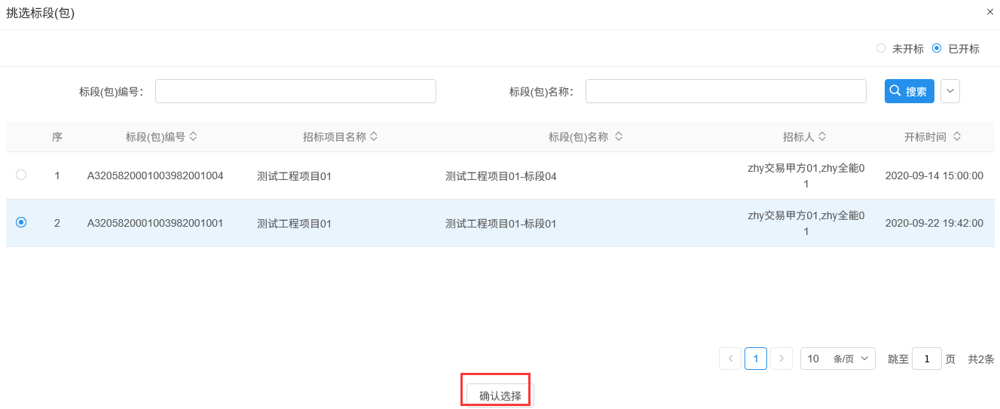 挑选标段(包)
未开标 已开标
标段(包)编号： 标段(包)名称： 搜索
序 标段(包)编号 招标项目名称 标段(包)名称 招标人 开标时间
1 A3205820001003982001004 测试工程项目01 测试工程项目01-标段04 zhy交易甲方01,zhy全能01 2020-09-14 15:00:00
2 A3205820001003982001001 测试工程项目01 测试工程项目01-标段01 zhy交易甲方01,zhy全能01 2020-09-22 19:42:00
1 10 条/页 跳至 1 页 共2条
确认选择